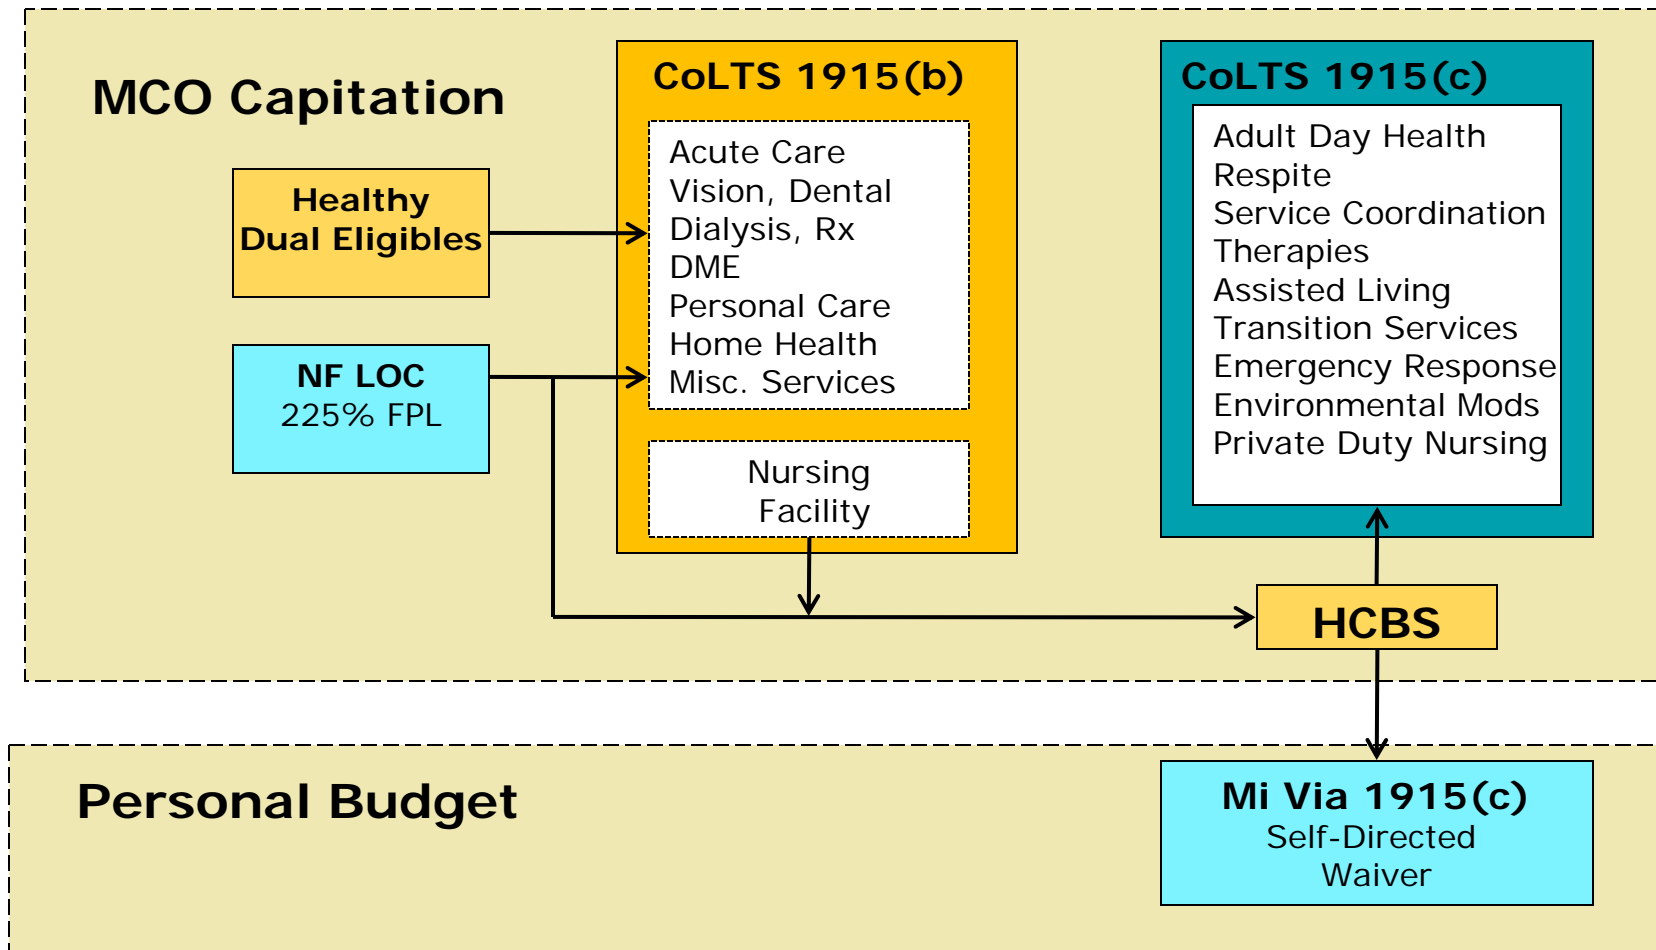 MCO Capitation
Healthy
Dual Eligibles
NF LOC
225% FPL
CoLTS 1915(b)
Acute Care
Vision, Dental
Dialysis, Rx
DME
Personal Care
Home Health
Misc. Services
Nursing
Facility
CoLTS 1915(c)
Adult Day Health
Respite
Service Coordination
Therapies
Assisted Living
Transition Services
Emergency Response
Environmental Mods
Private Duty Nursing
HCBS
Personal Budget
Mi Via 1915(c)
Self-Directed
Waiver